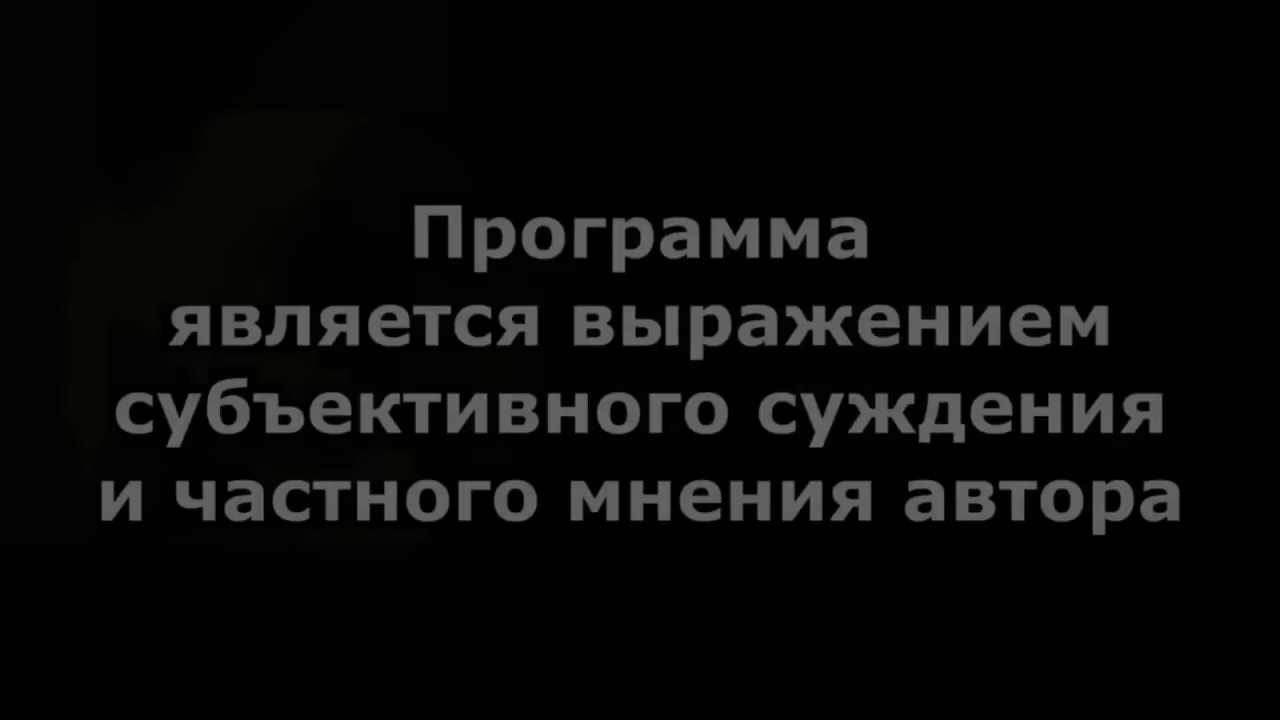 Программа
является выражением
субъективного суждения
и частного мнения автора